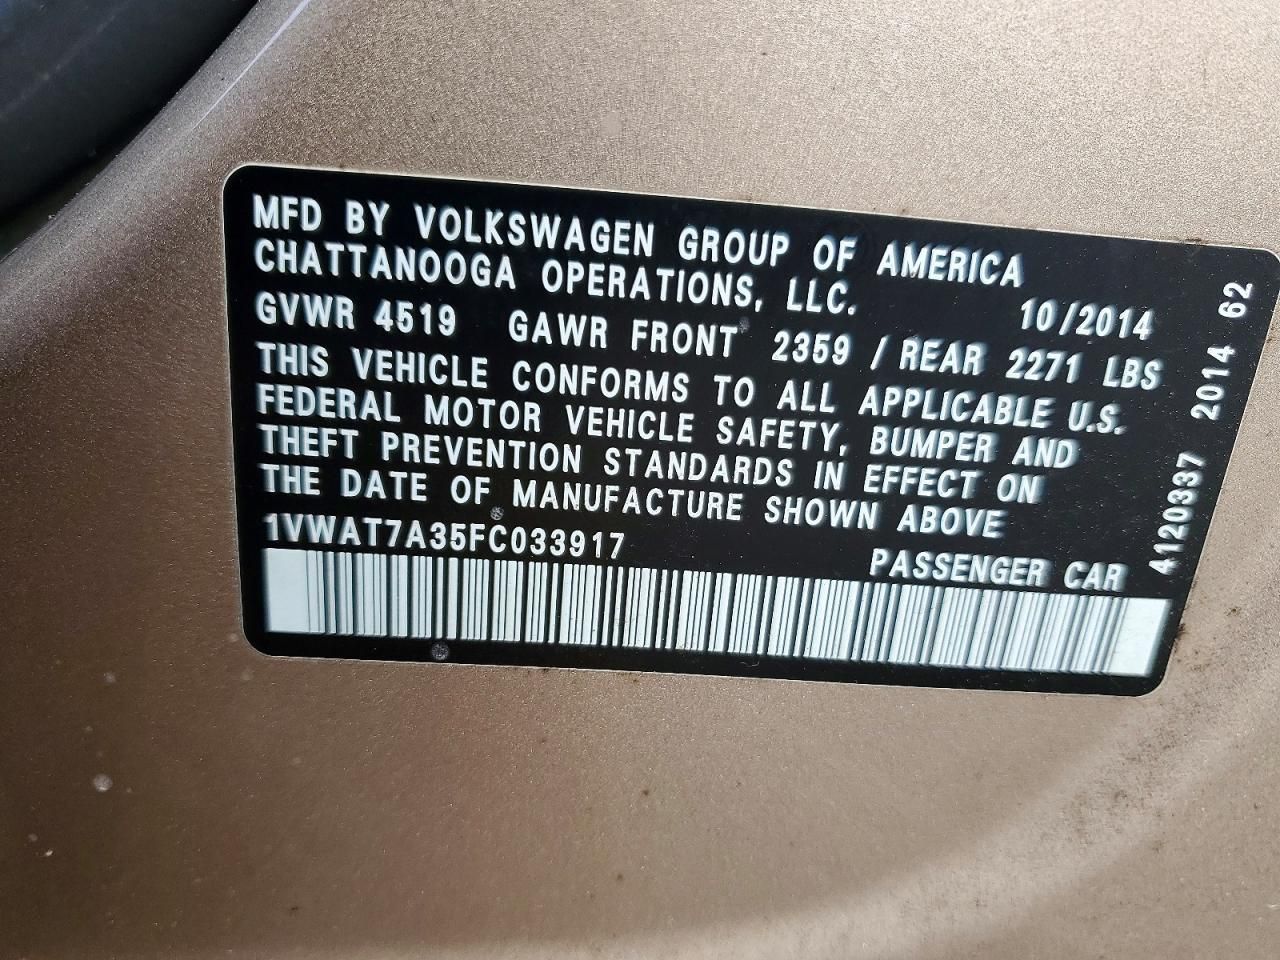 MFD BY VOLKSWAGEN GROUP OF AMERICA
CHATTANOOGA OPERATIONS, LLC. 10/2014
GVWR 4519 GAWR FRONT 2359 / REAR 2271 LBS
THIS VEHICLE CONFORMS TO ALL APPLICABLE U.S.
FEDERAL MOTOR VEHICLE SAFETY, BUMPER AND
THEFT PREVENTION STANDARDS IN EFFECT ON
THE DATE OF MANUFACTURE SHOWN ABOVE
1VWAT7A35FC033917 PASSENGER CAR
4120337 2014 62